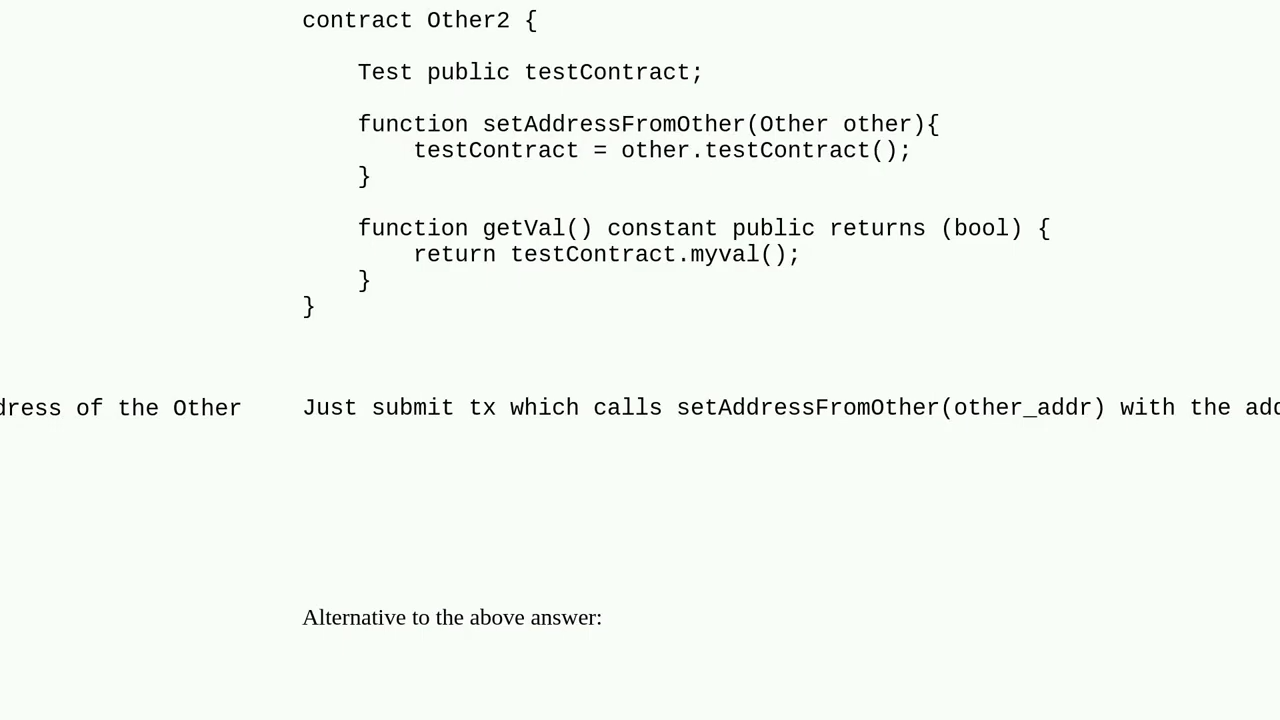 contract Other2 {
Test public testContract;
function setAddressFromOther(Other other){
testContract = other.testContract();
}
function getVal() constant public returns (bool) {
return testContract.myval();
}
}
dress of the Other
Just submit tx which calls setAddressFromOther(other_addr) with the add
Alternative to the above answer: